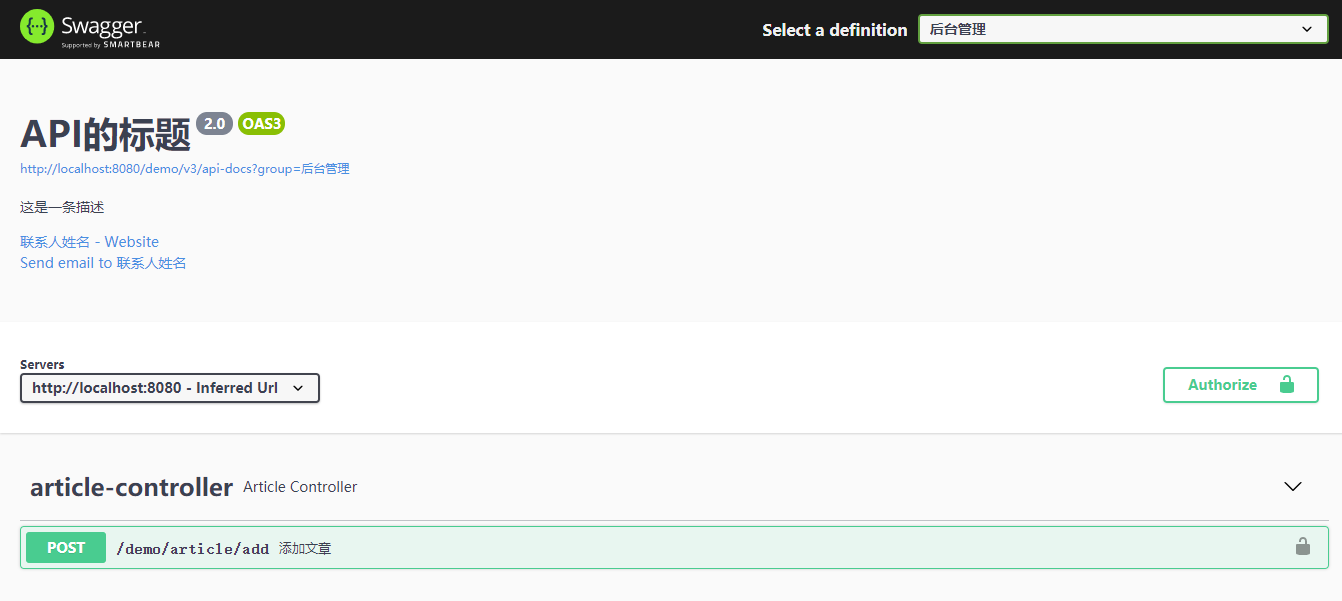 Swagger
Supported by SMARTBEAR
Select a definition
后台管理
API的标题 2.0 OAS3
http://localhost:8080/demo/v3/api-docs?group=后台管理
这是一条描述
联系人姓名 - Website
Send email to 联系人姓名
Servers
http://localhost:8080 - Inferred Url
Authorize
article-controller Article Controller
POST /demo/article/add 添加文章